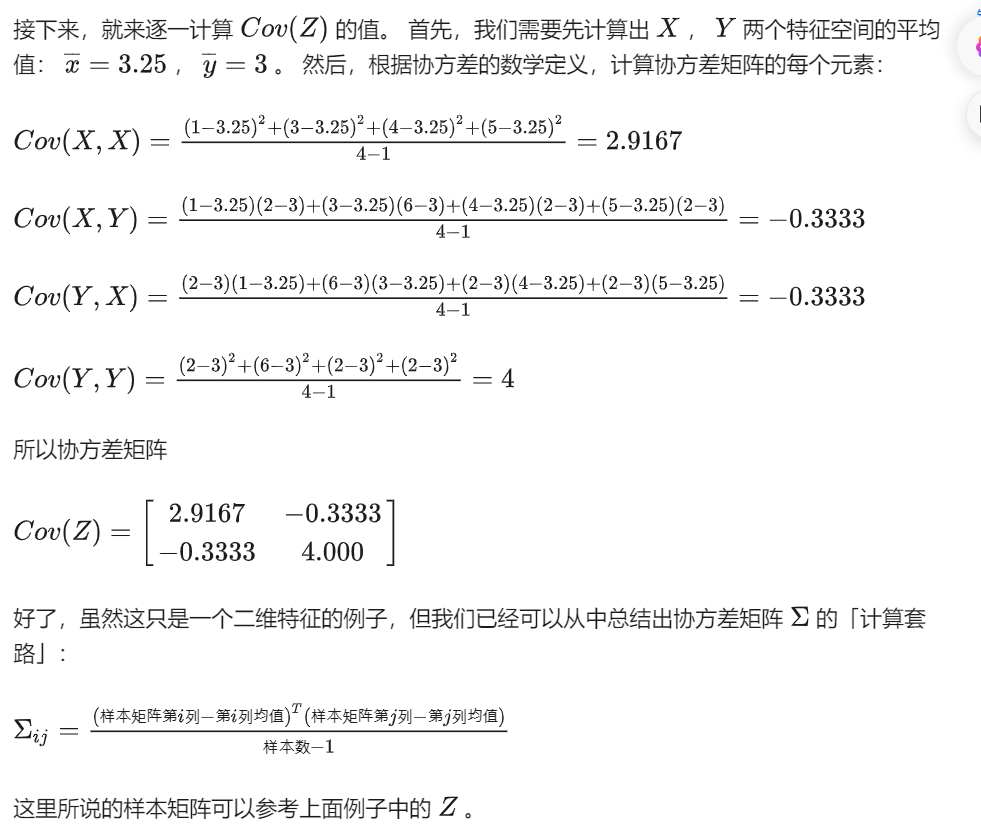 接下来，就来逐一计算 Cov(Z) 的值。 首先，我们需要先计算出 X ， Y 两个特征空间的平均
值： x̅ = 3.25 ， y̅ = 3 。 然后，根据协方差的数学定义，计算协方差矩阵的每个元素：
Cov(X, X) = \frac{(1−3.25)²+(3−3.25)²+(4−3.25)²+(5−3.25)²}{4−1} = 2.9167
Cov(X, Y) = \frac{(1−3.25)(2−3)+(3−3.25)(6−3)+(4−3.25)(2−3)+(5−3.25)(2−3)}{4−1} = −0.3333
Cov(Y, X) = \frac{(2−3)(1−3.25)+(6−3)(3−3.25)+(2−3)(4−3.25)+(2−3)(5−3.25)}{4−1} = −0.3333
Cov(Y, Y) = \frac{(2−3)²+(6−3)²+(2−3)²+(2−3)²}{4−1} = 4
所以协方差矩阵
Cov(Z) = \begin{bmatrix} 2.9167 & −0.3333 \\ −0.3333 & 4.000 \end{bmatrix}
好了，虽然这只是一个二维特征的例子，但我们已经可以从中总结出协方差矩阵 Σ 的「计算套
路」：
Σ_{ij} = \frac{(样本矩阵第i列−第i列均值)^T(样本矩阵第j列−第j列均值)}{样本数−1}
这里所说的样本矩阵可以参考上面例子中的 Z 。